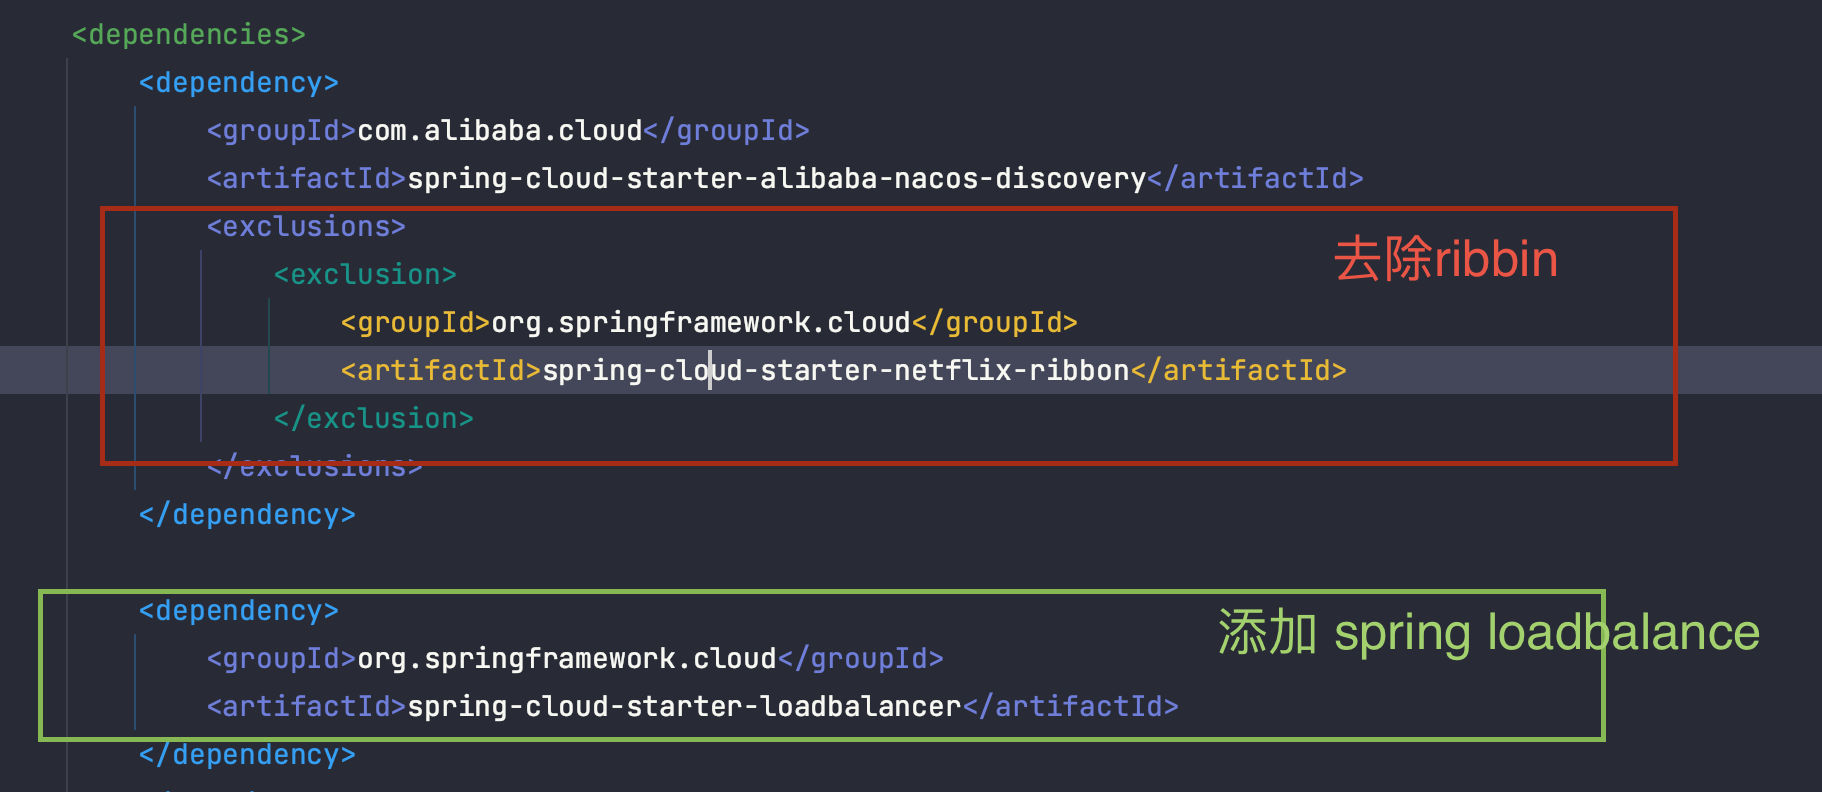 <dependencies>
<dependency>
<groupId>com.alibaba.cloud</groupId>
<artifactId>spring-cloud-starter-alibaba-nacos-discovery</artifactId>
<exclusions>
去除ribbin
<exclusion>
<groupId>org.springframework.cloud</groupId>
<artifactId>spring-cloud-starter-netflix-ribbon</artifactId>
</exclusion>
</exclusions>
</dependency>
<dependency>
添加 spring loadbalance
<groupId>org.springframework.cloud</groupId>
<artifactId>spring-cloud-starter-loadbalancer</artifactId>
</dependency>